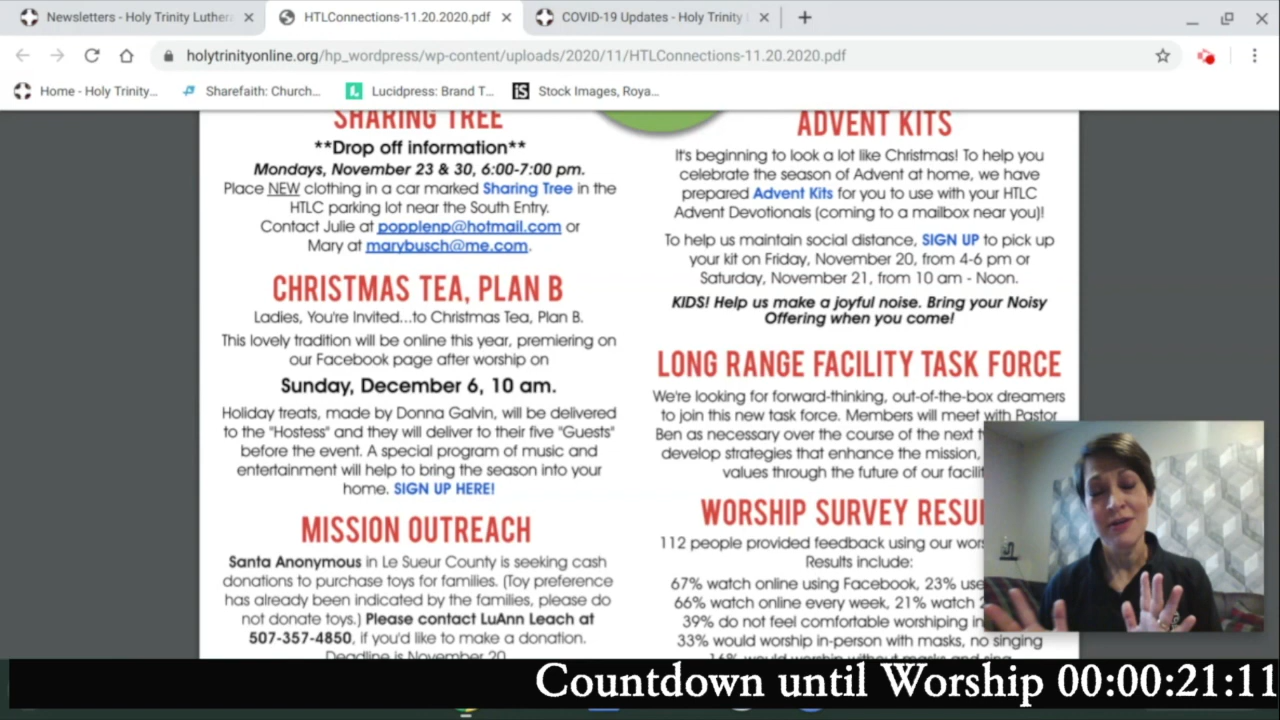 Newsletters - Holy Trinity Luther
HTLConnections-11.20.2020.pdf
COVID-19 Updates - Holy Trinity
holytrinityonline.org/hp_wordpress/wp-content/uploads/2020/11/HTLConnections-11.20.2020.pdf
Home - Holy Trinity...
Sharefaith: Church...
Lucidpress: Brand T...
iS
Stock Images, Roya...
SHARING TREE
**Drop off information**
Mondays, November 23 & 30, 6:00-7:00 pm.
Place NEW clothing in a car marked Sharing Tree in the
HTLC parking lot near the South Entry.
Contact Julie at popplenp@hotmail.com or
Mary at marybusch@me.com.
CHRISTMAS TEA, PLAN B
Ladies, You're Invited...to Christmas Tea, Plan B.
This lovely tradition will be online this year, premiering on
our Facebook page after worship on
Sunday, December 6, 10 am.
Holiday treats, made by Donna Galvin, will be delivered
to the "Hostess" and they will deliver to their five "Guests"
before the event. A special program of music and
entertainment will help to bring the season into your
home. SIGN UP HERE!
MISSION OUTREACH
Santa Anonymous in Le Sueur County is seeking cash
donations to purchase toys for families. (Toy preference
has already been indicated by the families, please do
not donate toys.) Please contact LuAnn Leach at
507-357-4850, if you'd like to make a donation.
Deadline is November 20
ADVENT KITS
It's beginning to look a lot like Christmas! To help you
celebrate the season of Advent at home, we have
prepared Advent Kits for you to use with your HTLC
Advent Devotionals (coming to a mailbox near you)!
To help us maintain social distance, SIGN UP to pick up
your kit on Friday, November 20, from 4-6 pm or
Saturday, November 21, from 10 am - Noon.
KIDS! Help us make a joyful noise. Bring your Noisy
Offering when you come!
LONG RANGE FACILITY TASK FORCE
We're looking for forward-thinking, out-of-the-box dreamers
to join this new task force. Members will meet with Pastor
Ben as necessary over the course of the next
develop strategies that enhance the mission,
values through the future of our
WORSHIP SURVEY
112 people provided feedback using our
Results include:
67% watch online using Facebook, 23%
66% watch online every week, 21% watch
39% do not feel comfortable worshiping
33% would worship in-person with masks, no singing
16% would worship without masks and sing
Countdown until Worship 00:00:21:11